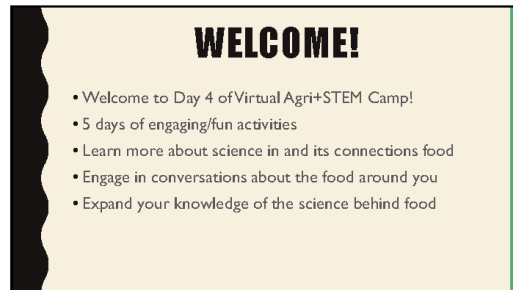 WELCOME!
• Welcome to Day 4 of Virtual Agri+STEM Camp!
• 5 days of engaging/fun activities
• Learn more about science in and its connections food
• Engage in conversations about the food around you
• Expand your knowledge of the science behind food